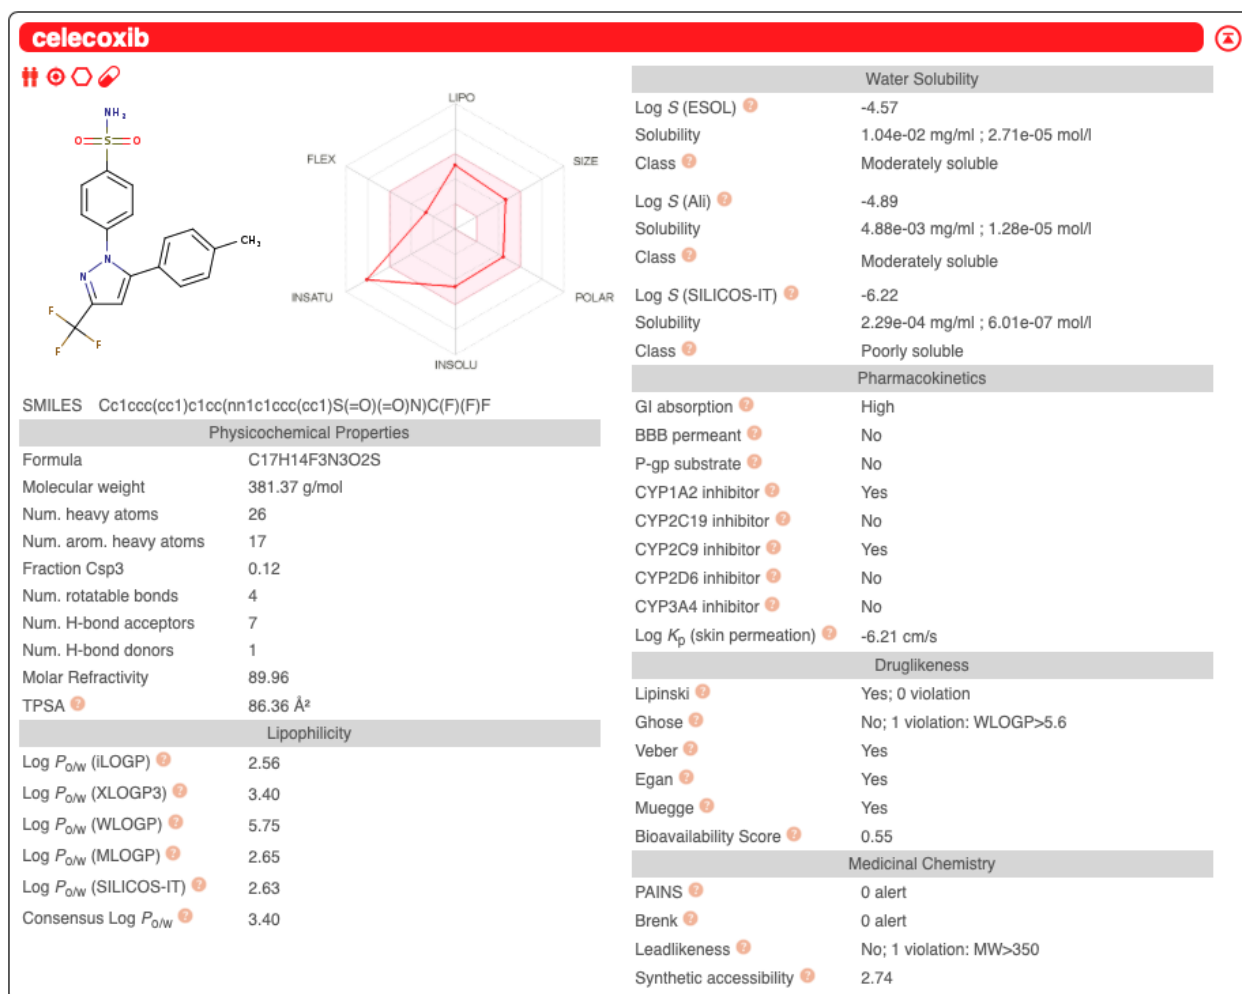 celecoxib
NH2
O S O
CH3
N
N
F
F
F
LIPO
FLEX
SIZE
INSATU
POLAR
INSOLU
SMILES Cc1ccc(cc1)c1cc(nn1c1ccc(cc1)S(=O)(=O)N)C(F)(F)F
Physicochemical Properties
Formula C17H14F3N3O2S
Molecular weight 381.37 g/mol
Num. heavy atoms 26
Num. arom. heavy atoms 17
Fraction Csp3 0.12
Num. rotatable bonds 4
Num. H-bond acceptors 7
Num. H-bond donors 1
Molar Refractivity 89.96
TPSA ? 86.36 Å²
Lipophilicity
Log Po/w (iLOGP) ? 2.56
Log Po/w (XLOGP3) ? 3.40
Log Po/w (WLOGP) ? 5.75
Log Po/w (MLOGP) ? 2.65
Log Po/w (SILICOS-IT) ? 2.63
Consensus Log Po/w ? 3.40
Water Solubility
Log S (ESOL) ? -4.57
Solubility 1.04e-02 mg/ml ; 2.71e-05 mol/l
Class ? Moderately soluble
Log S (Ali) ? -4.89
Solubility 4.88e-03 mg/ml ; 1.28e-05 mol/l
Class ? Moderately soluble
Log S (SILICOS-IT) ? -6.22
Solubility 2.29e-04 mg/ml ; 6.01e-07 mol/l
Class ? Poorly soluble
Pharmacokinetics
GI absorption ? High
BBB permeant ? No
P-gp substrate ? No
CYP1A2 inhibitor ? Yes
CYP2C19 inhibitor ? No
CYP2C9 inhibitor ? Yes
CYP2D6 inhibitor ? No
CYP3A4 inhibitor ? No
Log Kp (skin permeation) ? -6.21 cm/s
Druglikeness
Lipinski ? Yes; 0 violation
Ghose ? No; 1 violation: WLOGP>5.6
Veber ? Yes
Egan ? Yes
Muegge ? Yes
Bioavailability Score ? 0.55
Medicinal Chemistry
PAINS ? 0 alert
Brenk ? 0 alert
Leadlikeness ? No; 1 violation: MW>350
Synthetic accessibility ? 2.74